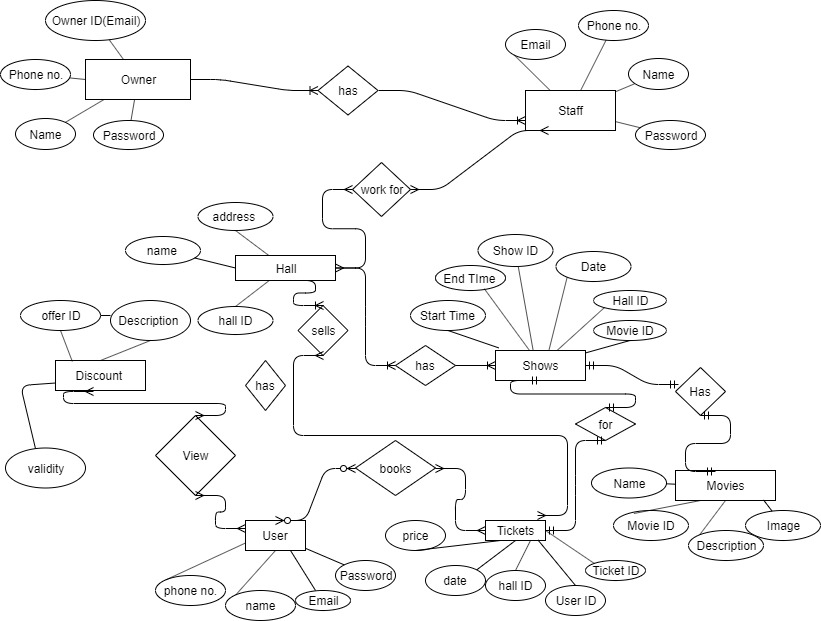 Owner ID(Email)
Phone no.
Email
Phone no.
Owner
has
Staff
Name
Name
Password
Password
work for
address
name
Hall
hall ID
Show ID
End TIme
Date
Start Time
Hall ID
Movie ID
offer ID
Description
sells
Discount
has
has
Shows
Has
for
validity
View
books
Name
Movies
Movie ID
Description
Image
User
price
Tickets
phone no.
name
Email
Password
date
hall ID
User ID
Ticket ID